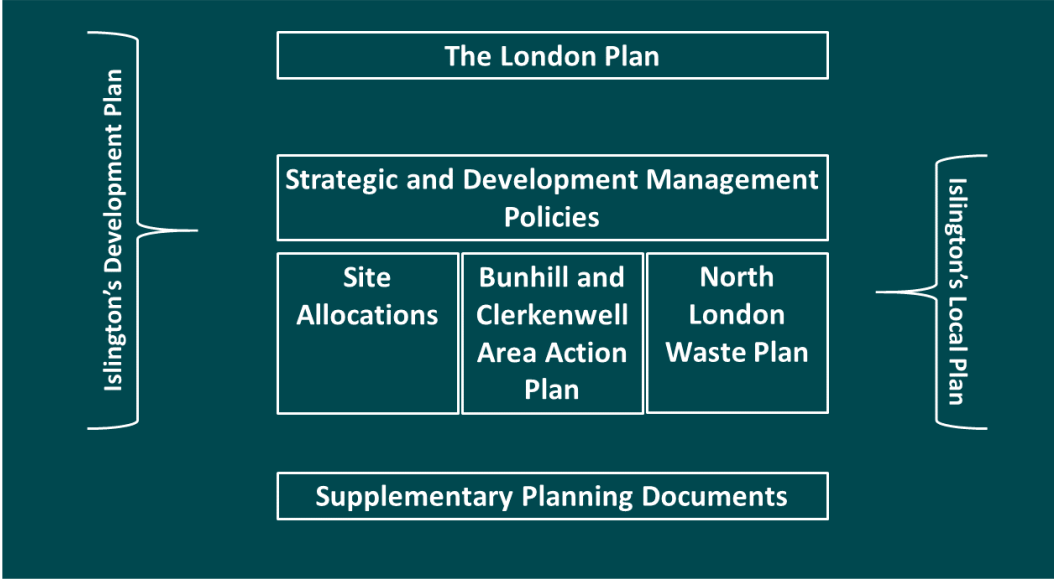 Islington's Development Plan
The London Plan
Strategic and Development Management
Policies
Site
Allocations
Bunhill and
Clerkenwell
Area Action
Plan
North
London
Waste Plan
Islington's Local Plan
Supplementary Planning Documents